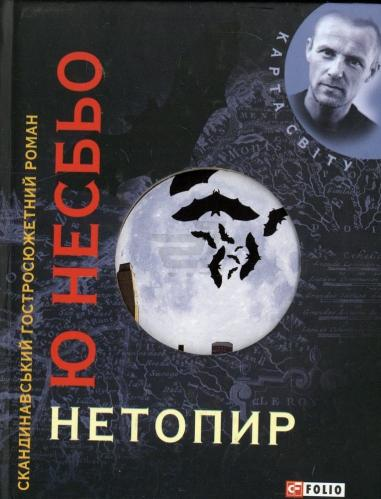 КАРТА СВІТУ
СКАНДИНАВСЬКИЙ ГОСТРОСЮЖЕТНИЙ РОМАН
Ю НЕСБЬО
НЕТОПИР
FOLIO